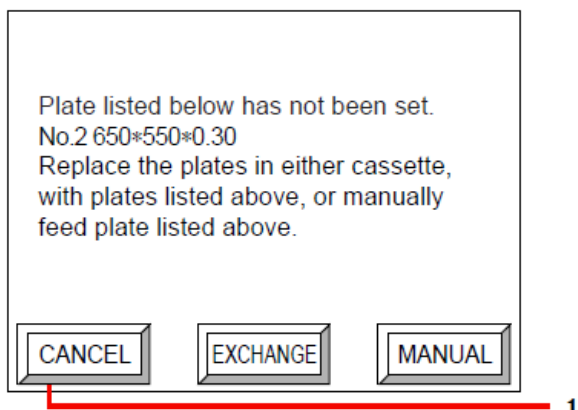 Plate listed below has not been set.
No.2 650*550*0.30
Replace the plates in either cassette,
with plates listed above, or manually
feed plate listed above.
CANCEL EXCHANGE MANUAL
1